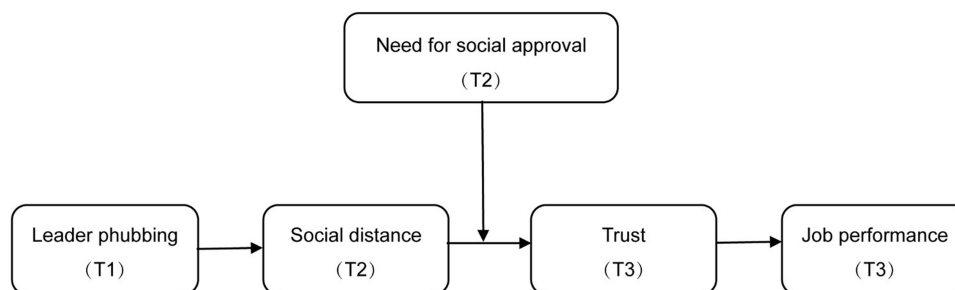 Need for social approval
（T2）
Leader phubbing
（T1）
Social distance
（T2）
Trust
（T3）
Job performance
（T3）